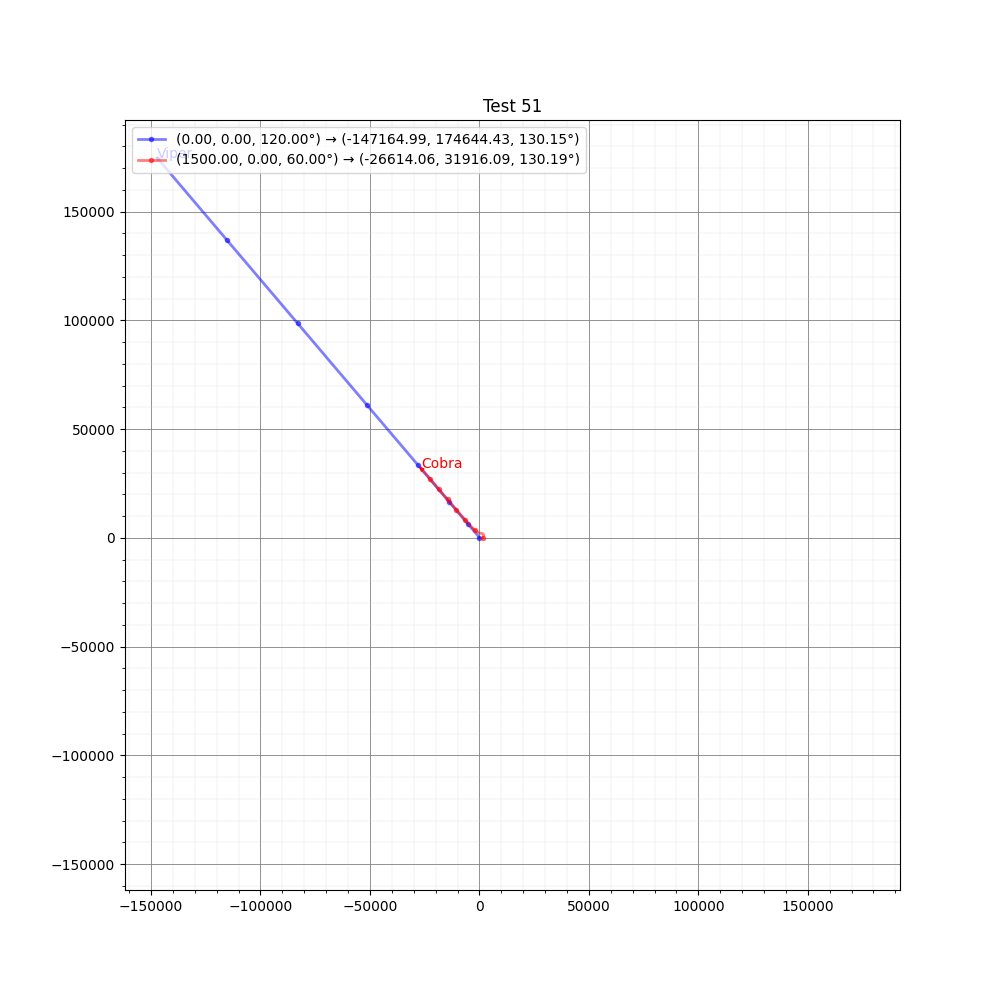 Test 51
(0.00, 0.00, 120.00°) → (-147164.99, 174644.43, 130.15°)
Viper
(1500.00, 0.00, 60.00°) → (-26614.06, 31916.09, 130.19°)
150000
100000
50000
Cobra
0
−50000
−100000
−150000
−150000 −100000 −50000 0 50000 100000 150000